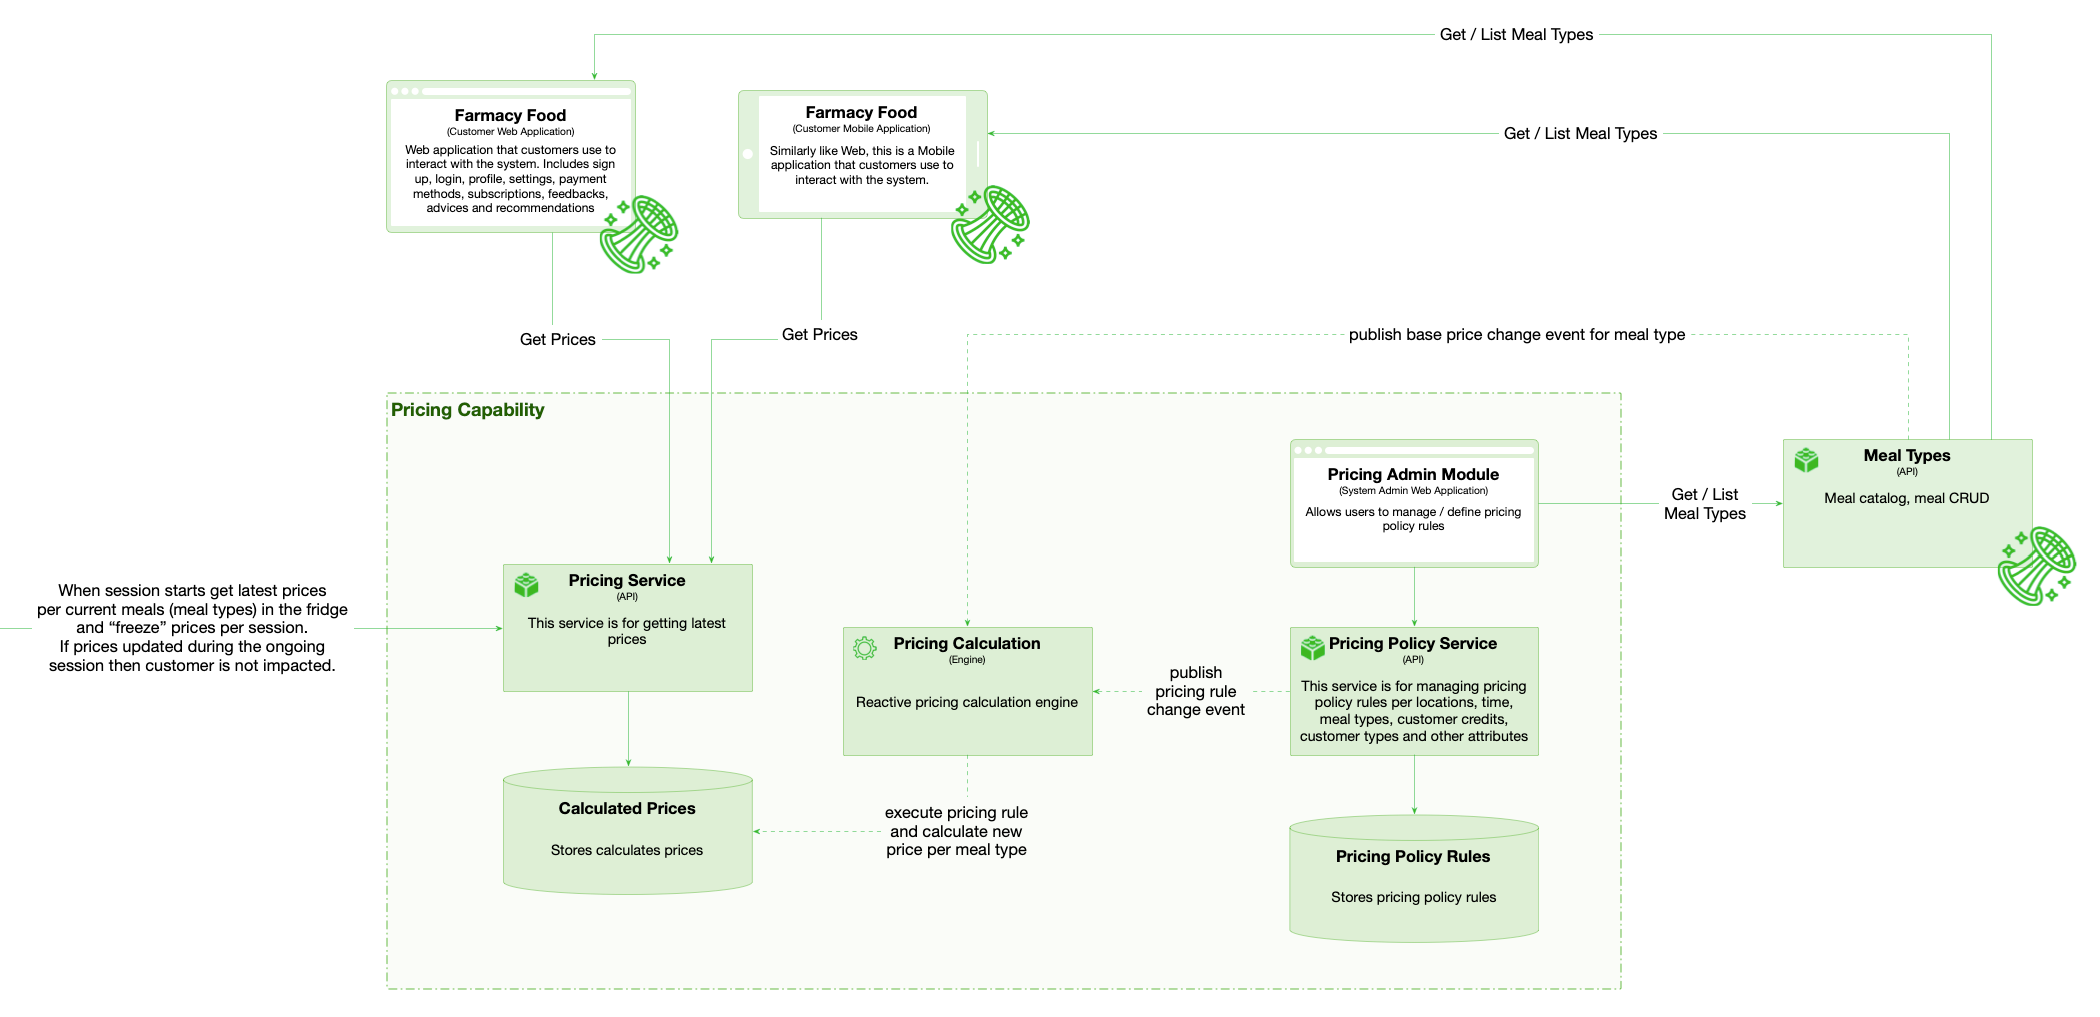 Get / List Meal Types
Farmacy Food
(Customer Web Application)
Web application that customers use to
interact with the system. Includes sign
up, login, profile, settings, payment
methods, subscriptions, feedbacks,
advices and recommendations
Farmacy Food
(Customer Mobile Application)
Similarly like Web, this is a Mobile
application that customers use to
interact with the system.
Get / List Meal Types
Get Prices
Get Prices
publish base price change event for meal type
Pricing Capability
Pricing Admin Module
(System Admin Web Application)
Allows users to manage / define pricing
policy rules
Get / List
Meal Types
Meal Types
(API)
Meal catalog, meal CRUD
When session starts get latest prices
per current meals (meal types) in the fridge
and “freeze” prices per session.
If prices updated during the ongoing
session then customer is not impacted.
Pricing Service
(API)
This service is for getting latest
prices
Pricing Calculation
(Engine)
Reactive pricing calculation engine
publish
pricing rule
change event
Pricing Policy Service
(API)
This service is for managing pricing
policy rules per locations, time,
meal types, customer credits,
customer types and other attributes
Calculated Prices
Stores calculates prices
execute pricing rule
and calculate new
price per meal type
Pricing Policy Rules
Stores pricing policy rules